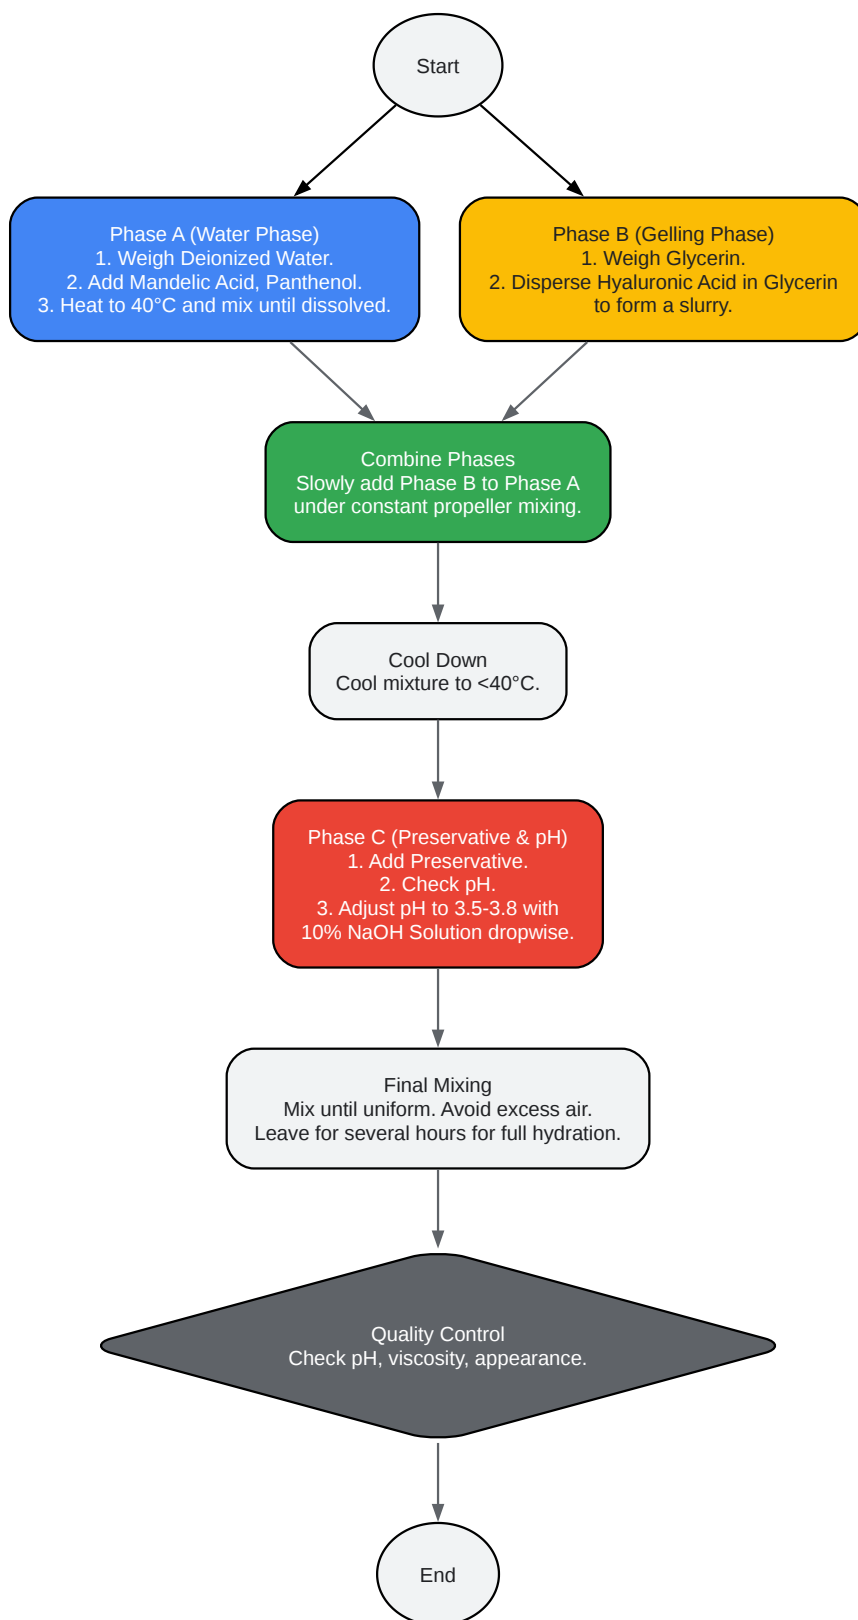 Start
Phase A (Water Phase)
1. Weigh Deionized Water.
2. Add Mandelic Acid, Panthenol.
3. Heat to 40°C and mix until dissolved.
Phase B (Gelling Phase)
1. Weigh Glycerin.
2. Disperse Hyaluronic Acid in Glycerin
to form a slurry.
Combine Phases
Slowly add Phase B to Phase A
under constant propeller mixing.
Cool Down
Cool mixture to <40°C.
Phase C (Preservative & pH)
1. Add Preservative.
2. Check pH.
3. Adjust pH to 3.5-3.8 with
10% NaOH Solution dropwise.
Final Mixing
Mix until uniform. Avoid excess air.
Leave for several hours for full hydration.
Quality Control
Check pH, viscosity, appearance.
End